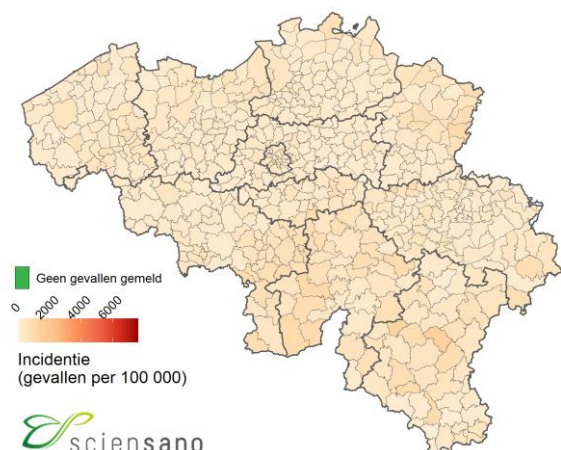 Geen gevallen gemeld
0 2000 4000 6000
Incidentie
(gevallen per 100 000)
sciensano